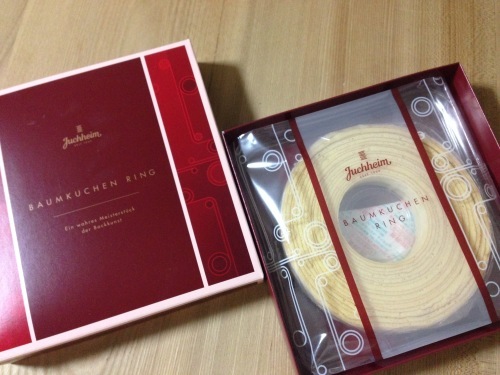 Juchheim
BAUMKUCHEN RING
Ein wahres Meisterstück
der Backkunst
Juchheim
BAUMKUCHEN
RING